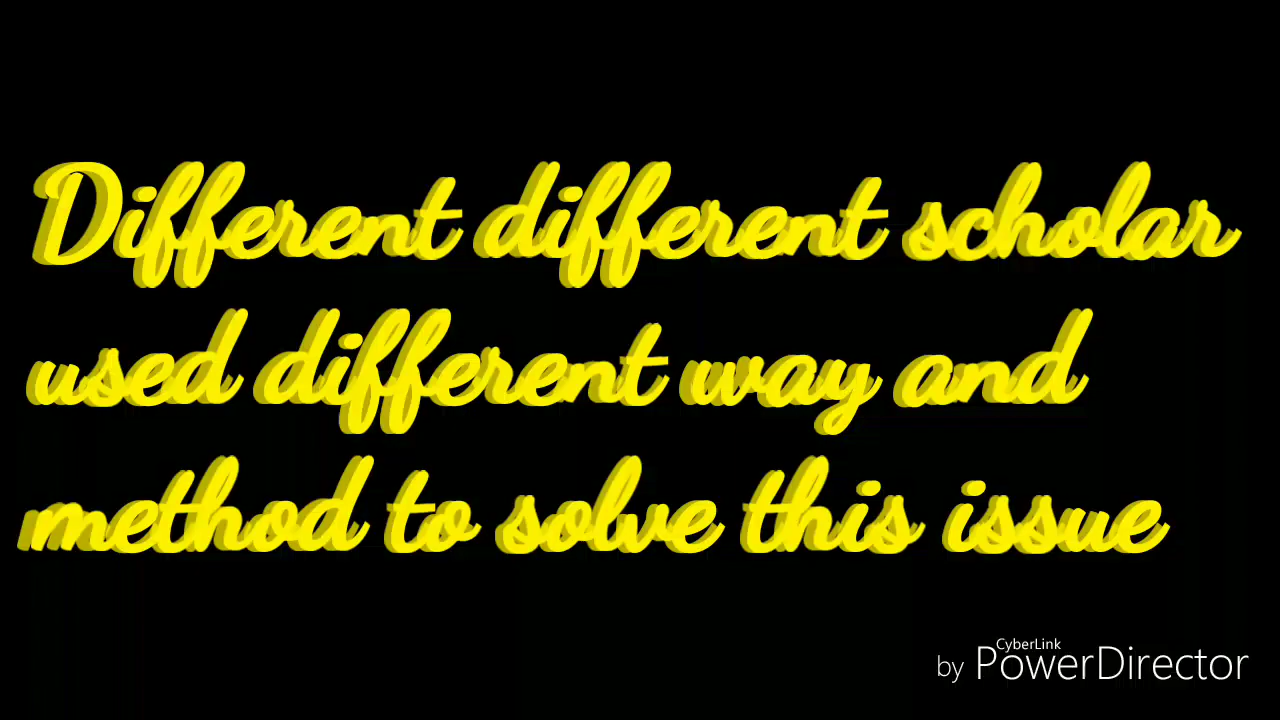 Different different scholar
used different way and
method to solve this issue
CyberLink
by PowerDirector